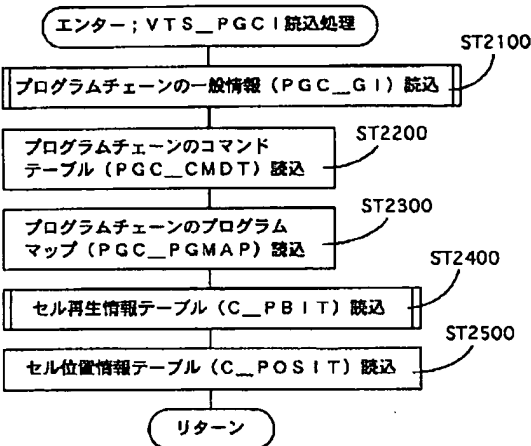 エンター；ＶＴＳ＿ＰＧＣＩ読込処理
ST2100
プログラムチェーンの一般情報（ＰＧＣ＿ＧＩ）読込
ST2200
プログラムチェーンのコマンド
テーブル（ＰＧＣ＿ＣＭＤＴ）読込
ST2300
プログラムチェーンのプログラム
マップ（ＰＧＣ＿ＰＧＭＡＰ）読込
ST2400
セル再生情報テーブル（Ｃ＿ＰＢＩＴ）読込
ST2500
セル位置情報テーブル（Ｃ＿ＰＯＳＩＴ）読込
リターン